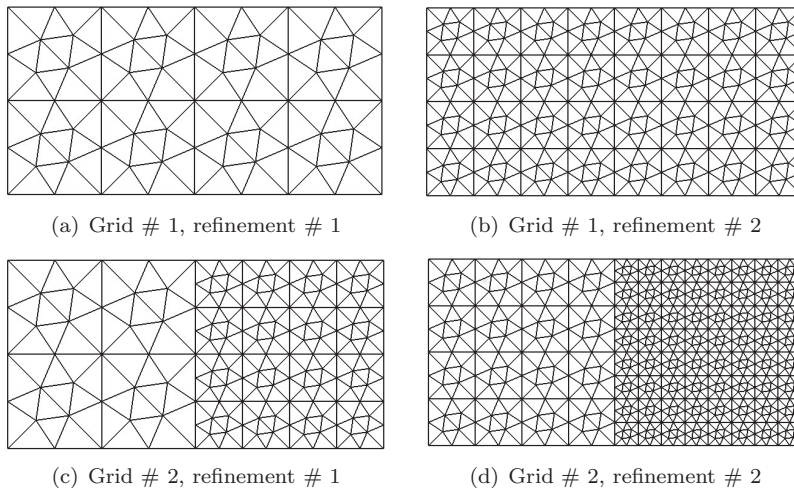 (a) Grid # 1, refinement # 1
(b) Grid # 1, refinement # 2
(c) Grid # 2, refinement # 1
(d) Grid # 2, refinement # 2